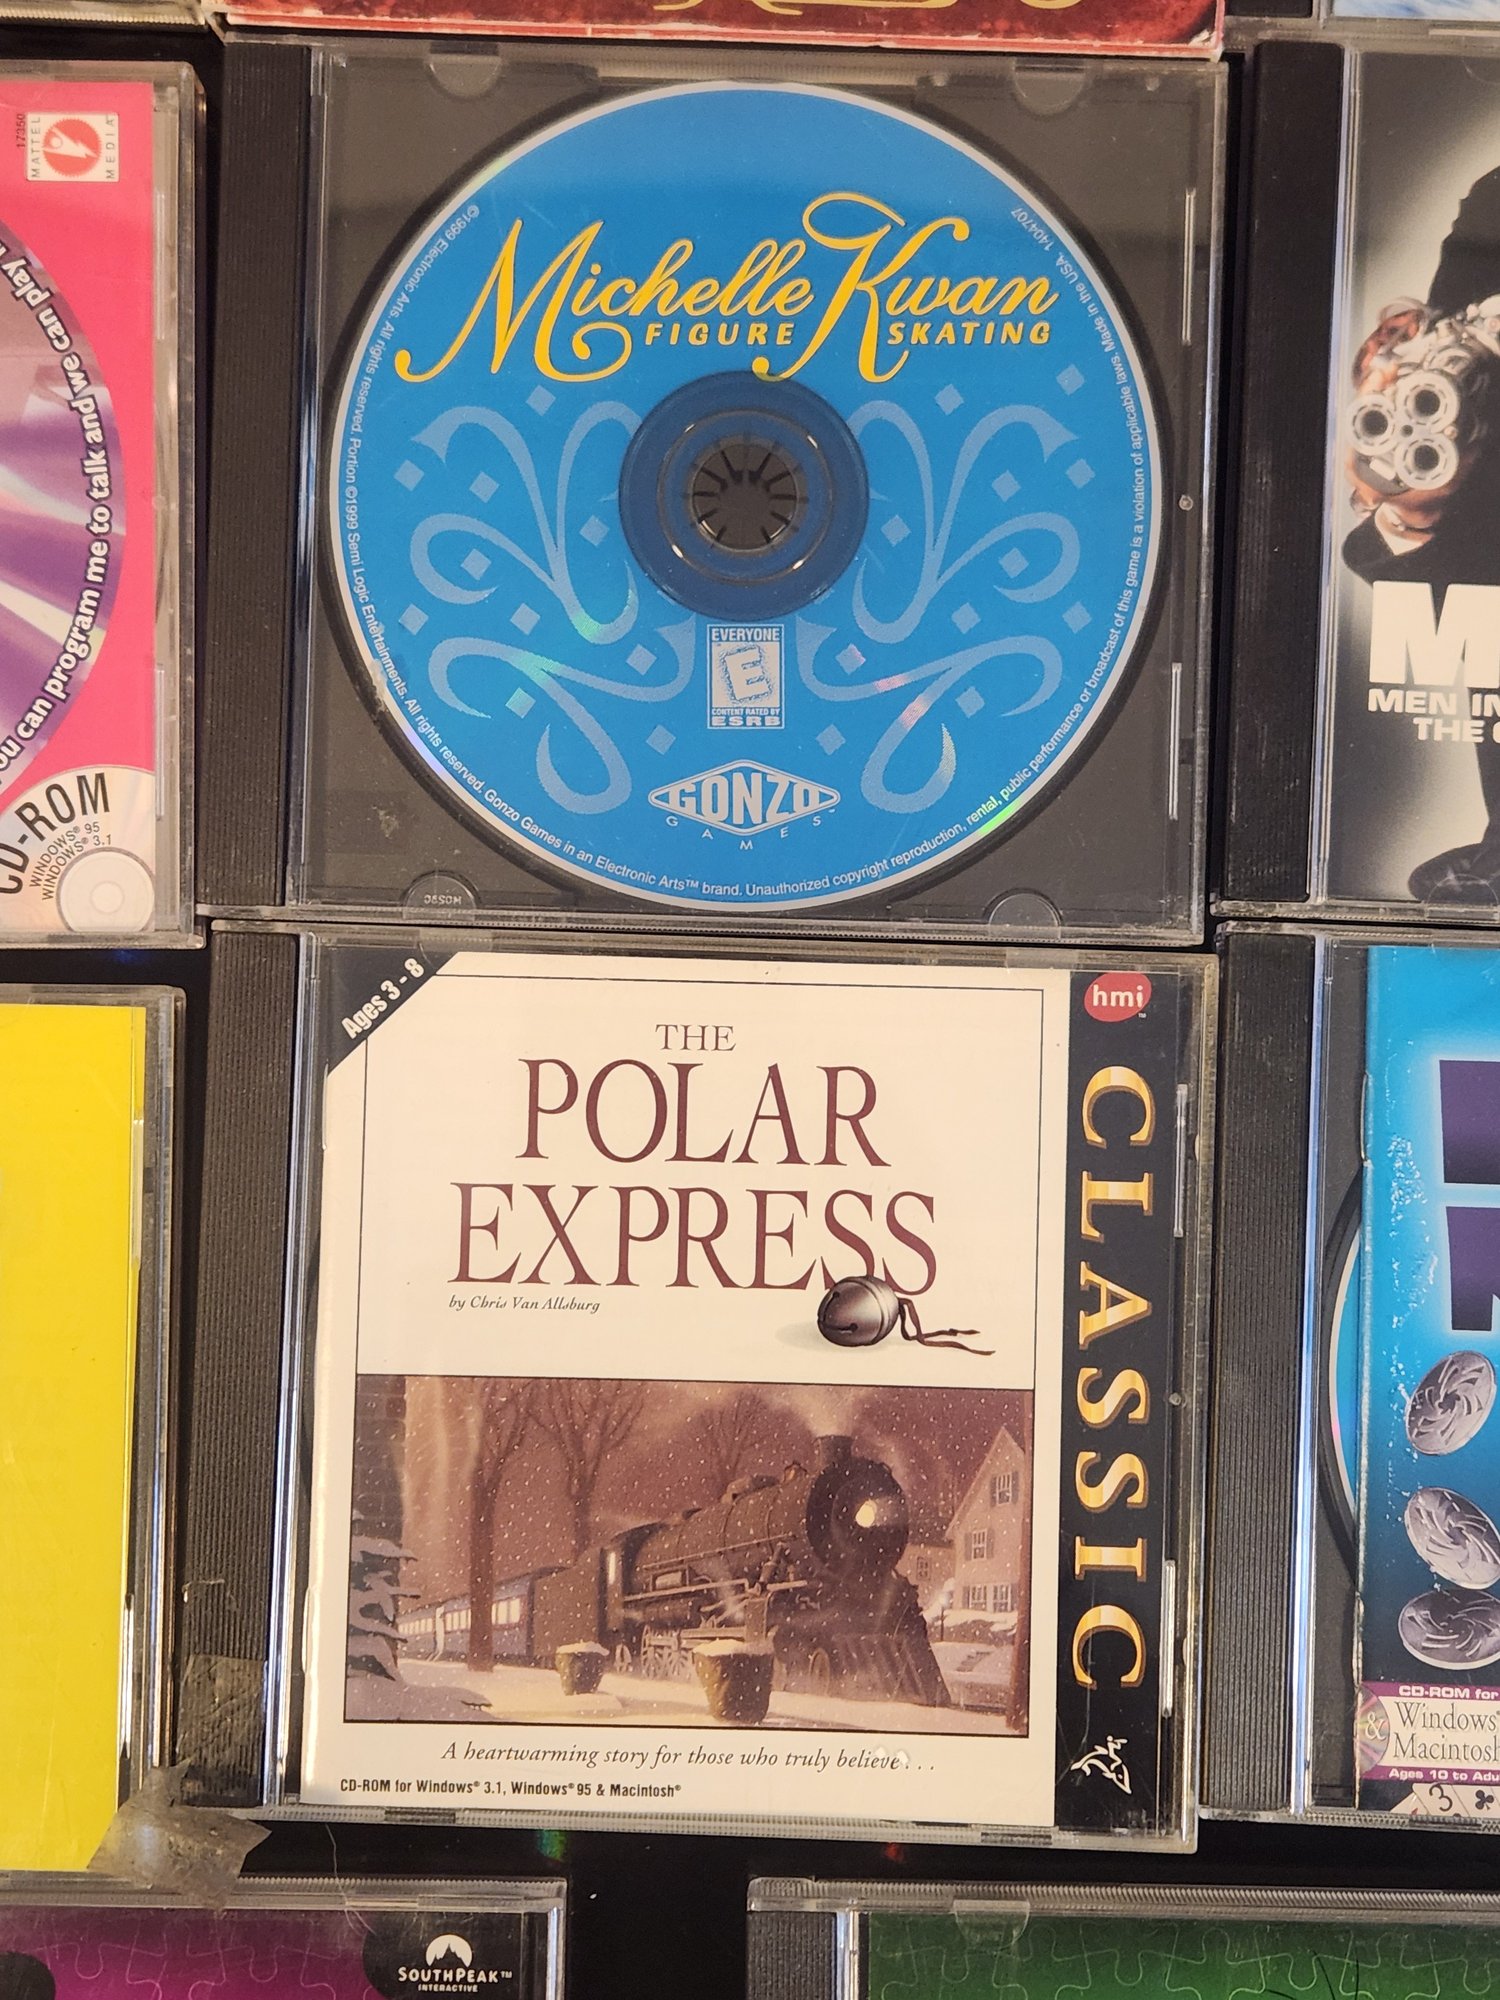 17350
MATTEL
MEDIA
you can program me to talk and we can play
CD-ROM
WINDOWS® 95
WINDOWS® 3.1
Michelle Kwan
FIGURE SKATING
©1999 Electronic Arts. All rights reserved. Portion ©1999 Semi Logic Entertainments. All rights reserved. Gonzo Games in an Electronic Arts™ brand. Unauthorized copyright reproduction, rental, public performance or broadcast of this game is a violation of applicable laws. Made in the USA. 1404707
EVERYONE
E
CONTENT RATED BY
ESRB
GONZO
GAMES™
M
MEN IN
THE
Ages 3 - 8
THE
POLAR
EXPRESS
by Chris Van Allsburg
hmi™
CLASSIC
A heartwarming story for those who truly believe . . .
CD-ROM for Windows® 3.1, Windows® 95 & Macintosh®
CD-ROM for
& Windows®
Macintosh
Ages 10 to Adu
3
SOUTHPEAK™
INTERACTIVE